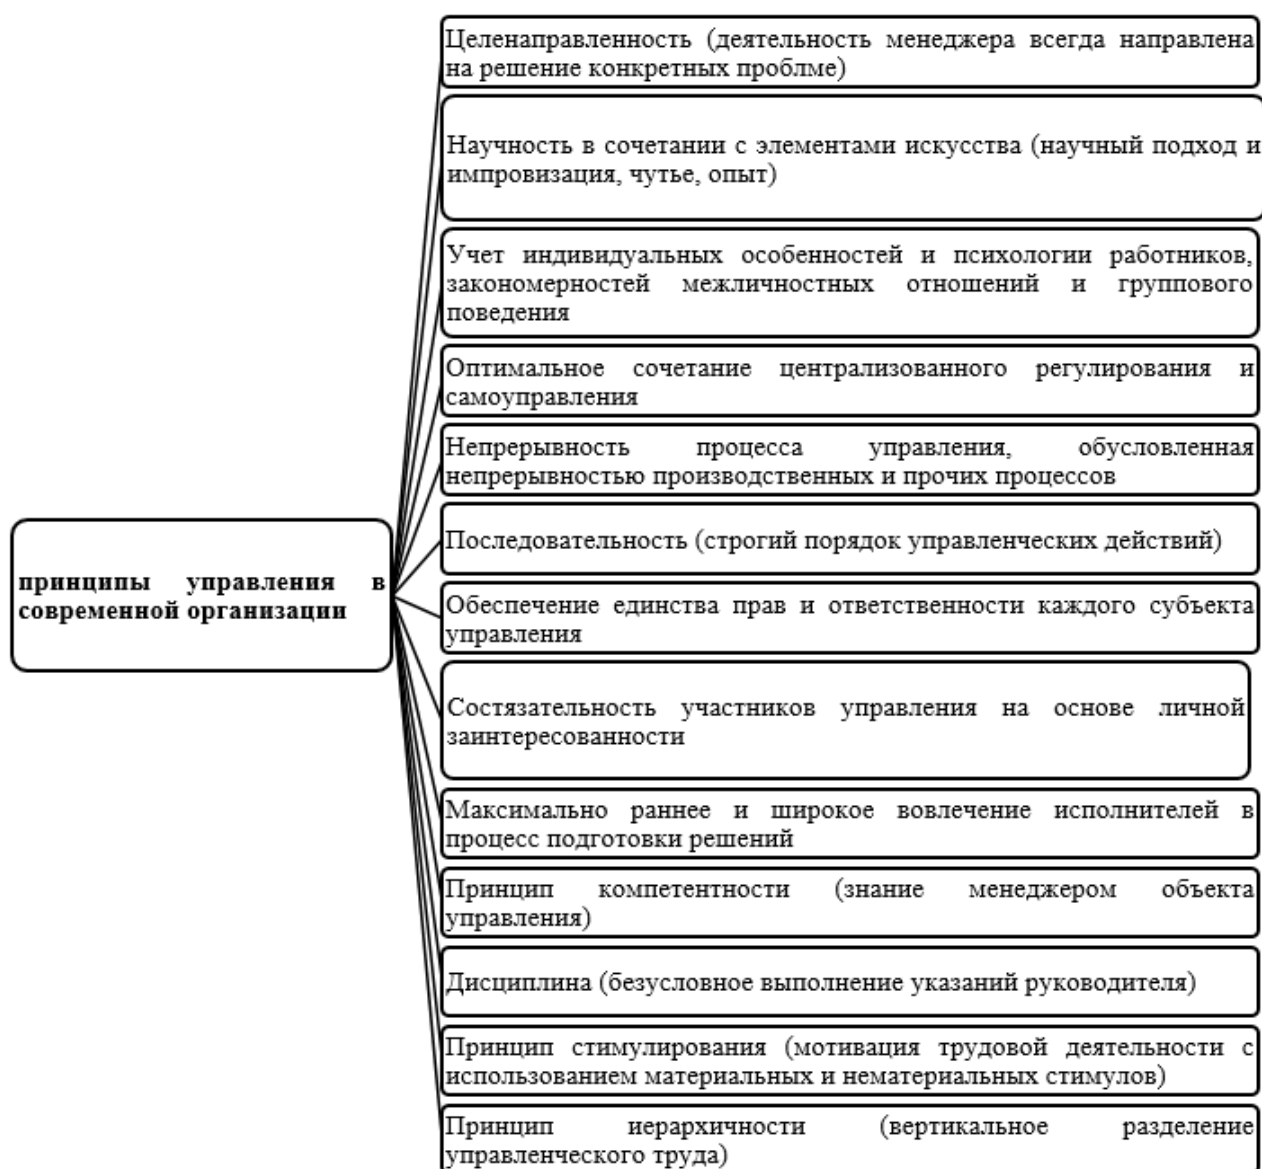 Целенаправленность (деятельность менеджера всегда направлена
на решение конкретных проблме)
Научность в сочетании с элементами искусства (научный подход и
импровизация, чутье, опыт)
Учет индивидуальных особенностей и психологии работников,
закономерностей межличностных отношений и группового
поведения
Оптимальное сочетание централизованного регулирования и
самоуправления
Непрерывность процесса управления, обусловленная
непрерывностью производственных и прочих процессов
Последовательность (строгий порядок управленческих действий)
принципы управления в
современной организации
Обеспечение единства прав и ответственности каждого субъекта
управления
Состязательность участников управления на основе личной
заинтересованности
Максимально раннее и широкое вовлечение исполнителей в
процесс подготовки решений
Принцип компетентности (знание менеджером объекта
управления)
Дисциплина (безусловное выполнение указаний руководителя)
Принцип стимулирования (мотивация трудовой деятельности с
использованием материальных и нематериальных стимулов)
Принцип иерархичности (вертикальное разделение
управленческого труда)